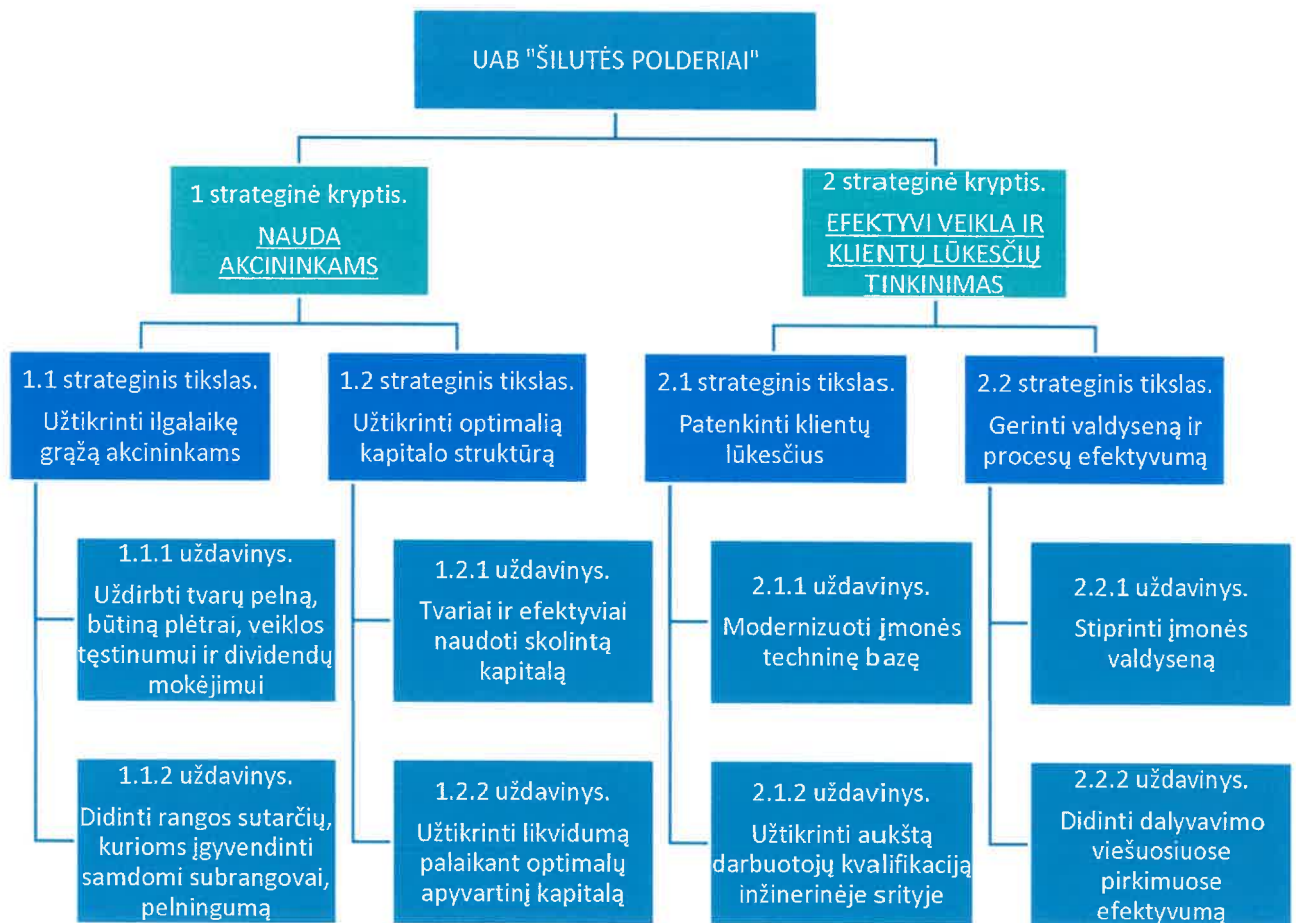 UAB "ŠILUTĖS POLDERIAI"
1 strateginė kryptis.
NAUDA
AKCININKAMS
2 strateginė kryptis.
EFEKTYVI VEIKLA IR
KLIENTŲ LŪKESČIŲ
TINKINIMAS
1.1 strateginis tikslas.
Užtikrinti ilgalaikę
grąžą akcininkams
1.2 strateginis tikslas.
Užtikrinti optimalią
kapitalo struktūrą
2.1 strateginis tikslas.
Patenkinti klientų
lūkesčius
2.2 strateginis tikslas.
Gerinti valdyseną ir
procesų efektyvumą
1.1.1 uždavinys.
Uždirbti tvarų pelną,
būtiną plėtrai, veiklos
tęstinumui ir dividendų
mokėjimui
1.2.1 uždavinys.
Tvariai ir efektyviai
naudoti skolintą
kapitalą
2.1.1 uždavinys.
Modernizuoti įmonės
techninę bazę
2.2.1 uždavinys.
Stiprinti įmonės
valdyseną
1.1.2 uždavinys.
Didinti rangos sutarčių,
kurioms įgyvendinti
samdomi subrangovai,
pelningumą
1.2.2 uždavinys.
Užtikrinti likvidumą
palaikant optimalų
apyvartinį kapitalą
2.1.2 uždavinys.
Užtikrinti aukštą
darbuotojų kvalifikaciją
inžinerinėje srityje
2.2.2 uždavinys.
Didinti dalyvavimo
viešuosiuose
pirkimuose
efektyvumą